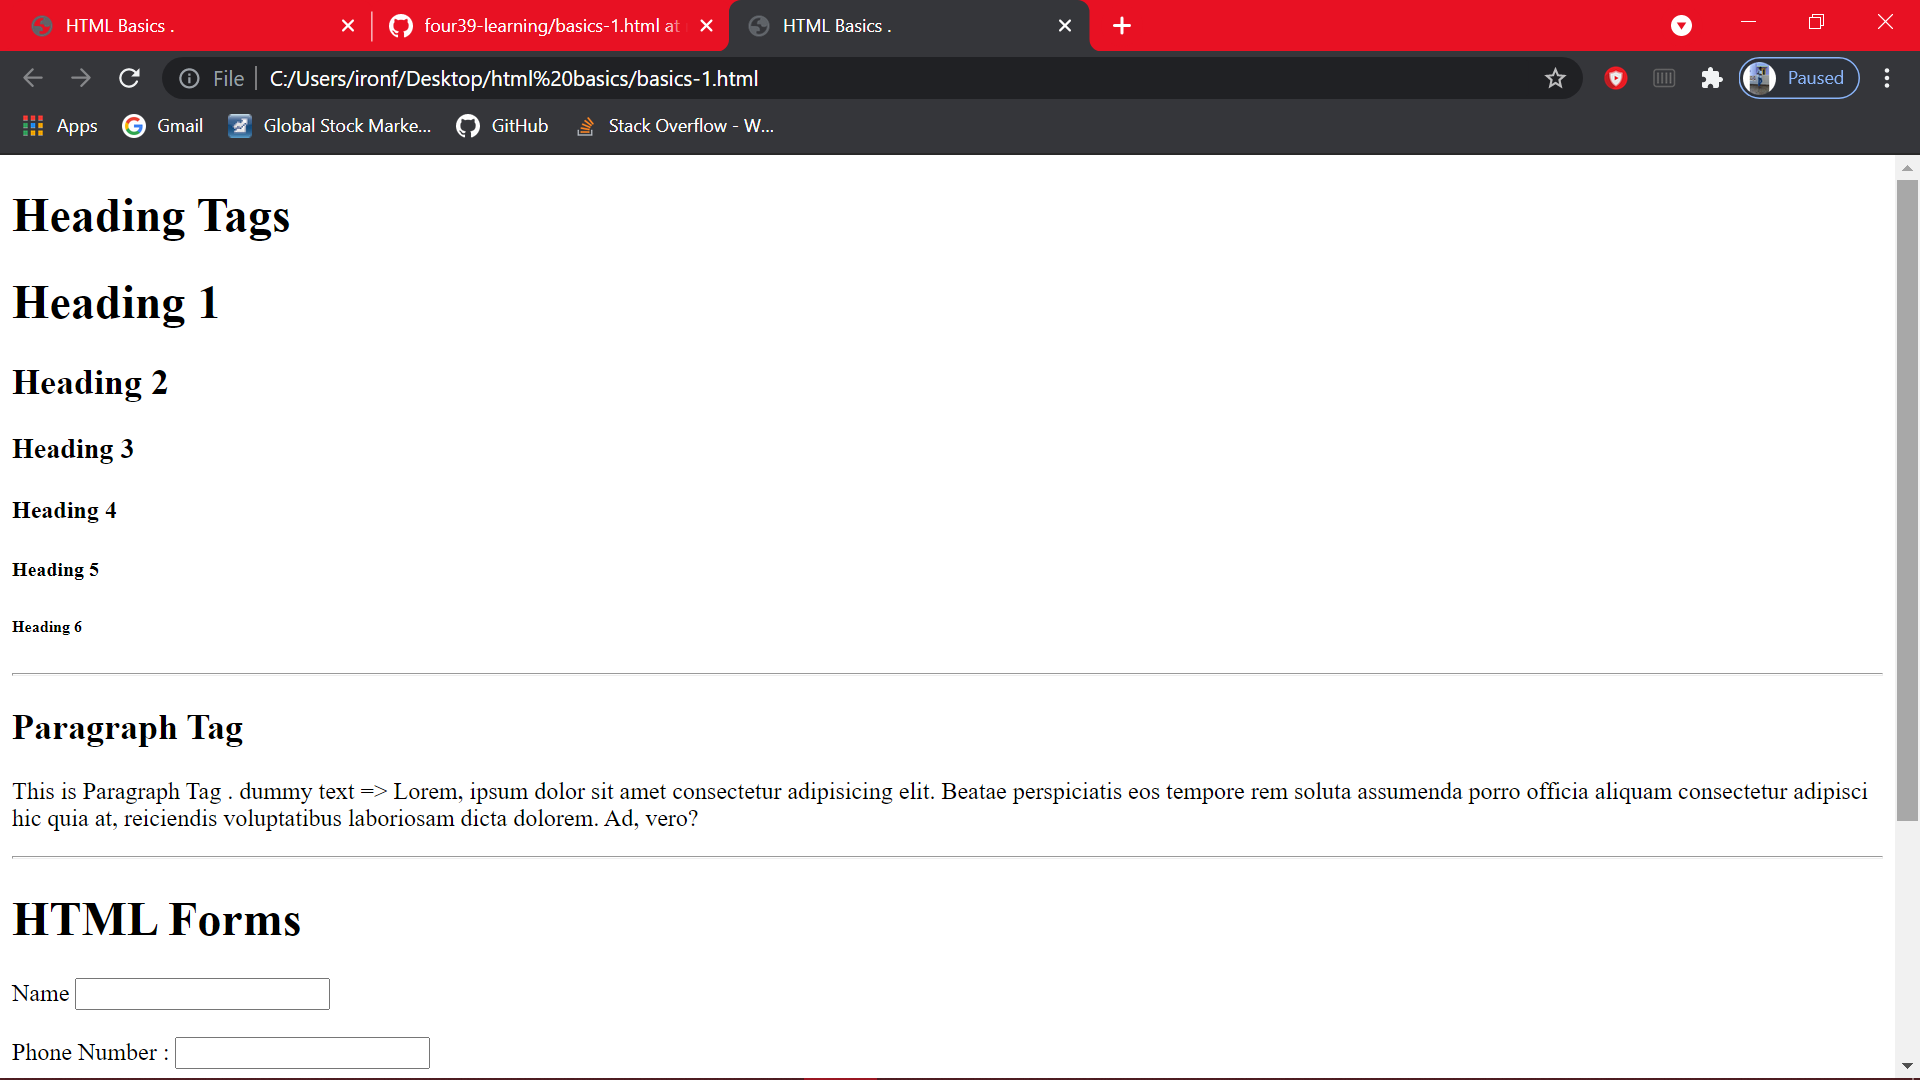 HTML Basics .
four39-learning/basics-1.html at
HTML Basics .
File
C:/Users/ironf/Desktop/html%20basics/basics-1.html
Paused
Apps
Gmail
Global Stock Marke...
GitHub
Stack Overflow - W...
Heading Tags
Heading 1
Heading 2
Heading 3
Heading 4
Heading 5
Heading 6
Paragraph Tag
This is Paragraph Tag . dummy text => Lorem, ipsum dolor sit amet consectetur adipisicing elit. Beatae perspiciatis eos tempore rem soluta assumenda porro officia aliquam consectetur adipisci
hic quia at, reiciendis voluptatibus laboriosam dicta dolorem. Ad, vero?
HTML Forms
Name
Phone Number :